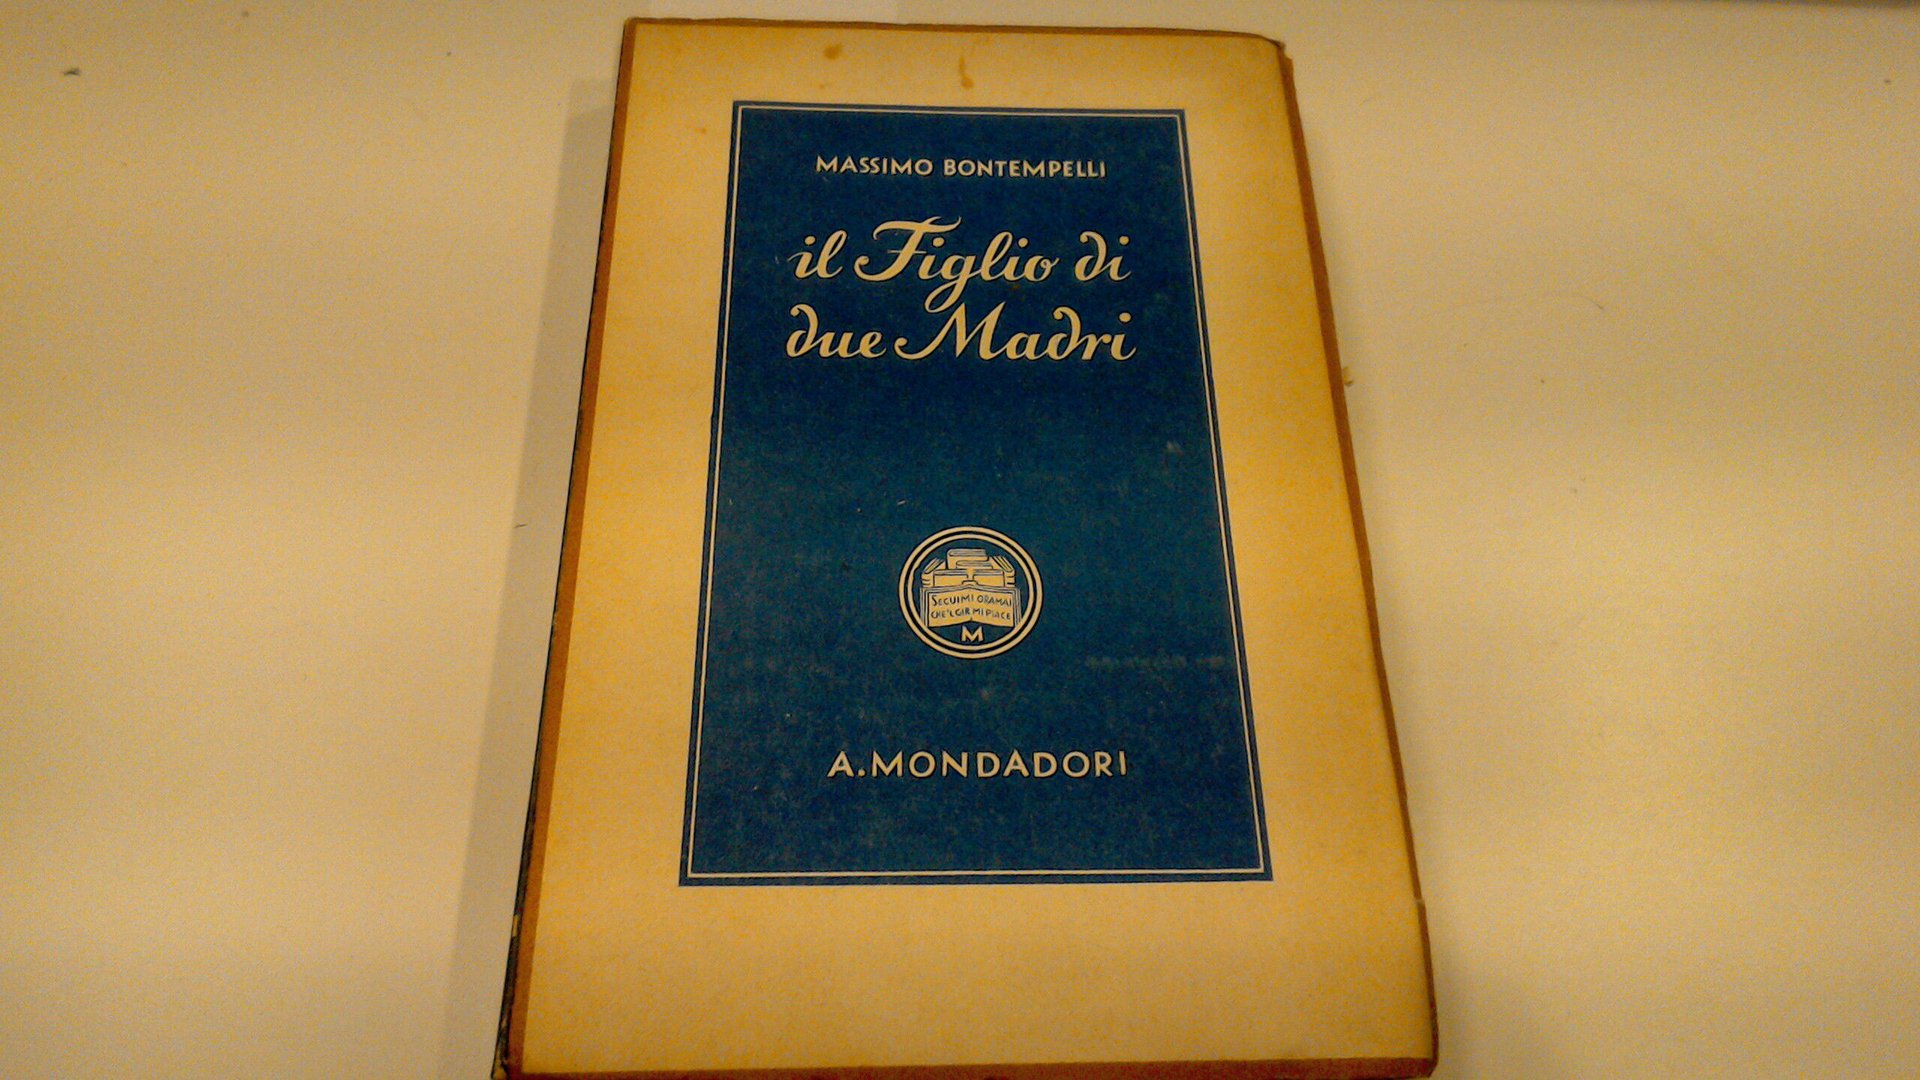 MASSIMO BONTEMPELLI
il Figlio di
due Madri
SEGUIMI ORAMAI
CHE 'L GIR MI PIACE
M
A. MONDADORI